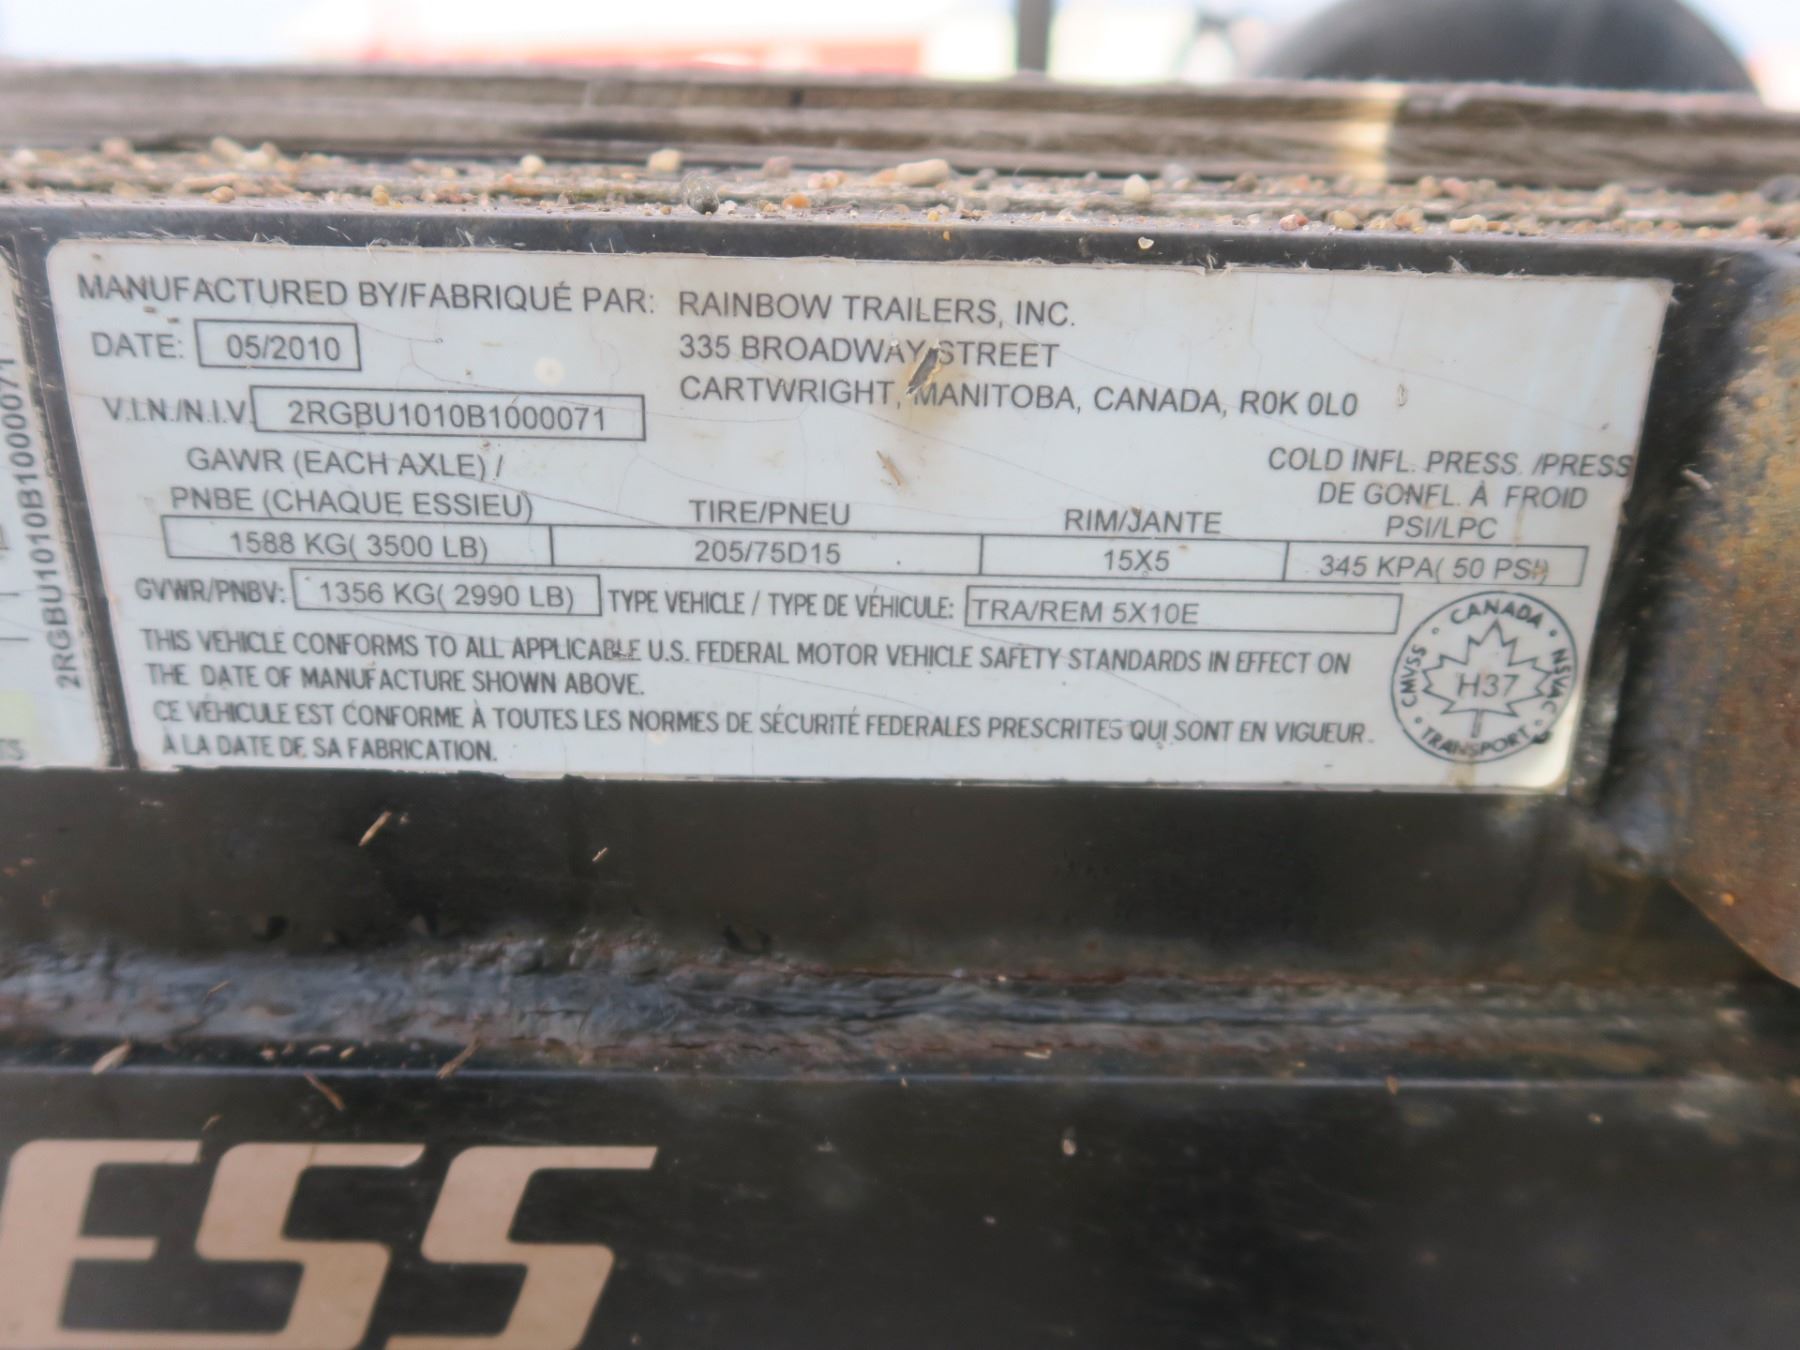 MANUFACTURED BY/FABRIQUÉ PAR: RAINBOW TRAILERS, INC.
DATE: 05/2010 335 BROADWAY STREET
CARTWRIGHT, MANITOBA, CANADA, R0K 0L0
V.I.N./N.I.V. 2RGBU1010B1000071
GAWR (EACH AXLE) /
PNBE (CHAQUE ESSIEU)
TIRE/PNEU
RIM/JANTE
COLD INFL. PRESS. /PRESS
DE GONFL. À FROID
PSI/LPC
1588 KG( 3500 LB) 205/75D15 15X5 345 KPA( 50 PSI)
GVWR/PNBV: 1356 KG( 2990 LB) TYPE VEHICLE / TYPE DE VÉHICULE: TRA/REM 5X10E
THIS VEHICLE CONFORMS TO ALL APPLICABLE U.S. FEDERAL MOTOR VEHICLE SAFETY STANDARDS IN EFFECT ON
THE DATE OF MANUFACTURE SHOWN ABOVE.
CE VÉHICULE EST CONFORME À TOUTES LES NORMES DE SÉCURITÉ FEDERALES PRESCRITES QUI SONT EN VIGUEUR
À LA DATE DE SA FABRICATION.
CANADA
NSVAC
TRANSPORT
CMVSS
H37
2RGBU1010B1000071
TS
ESS